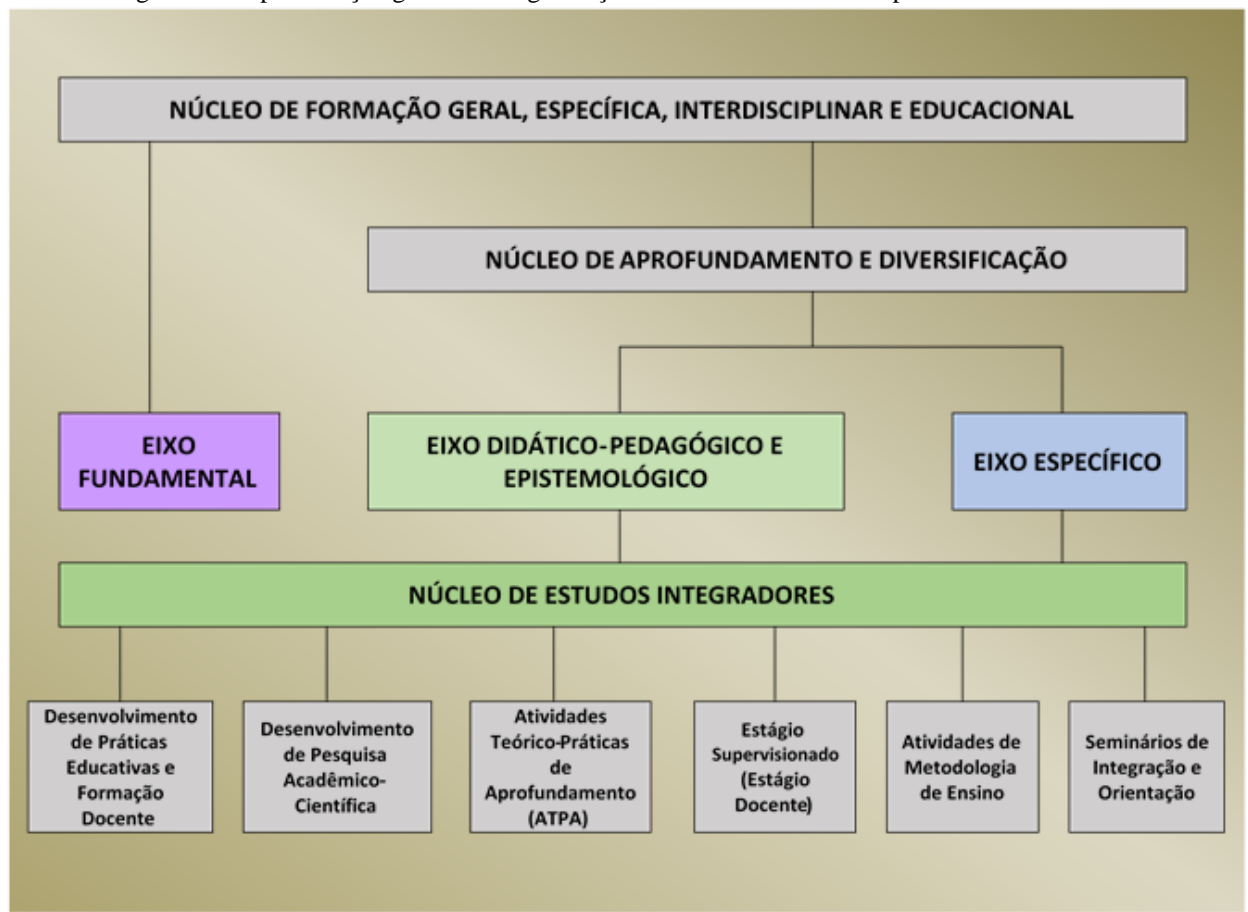 NÚCLEO DE FORMAÇÃO GERAL, ESPECÍFICA, INTERDISCIPLINAR E EDUCACIONAL
NÚCLEO DE APROFUNDAMENTO E DIVERSIFICAÇÃO
EIXO
FUNDAMENTAL
EIXO DIDÁTICO-PEDAGÓGICO E
EPISTEMOLÓGICO
EIXO ESPECÍFICO
NÚCLEO DE ESTUDOS INTEGRADORES
Desenvolvimento
de Práticas
Educativas e
Formação
Docente
Desenvolvimento
de Pesquisa
Acadêmico-
Científica
Atividades
Teórico-Práticas
de
Aprofundamento
(ATPA)
Estágio
Supervisionado
(Estágio
Docente)
Atividades de
Metodologia
de Ensino
Seminários de
Integração e
Orientação